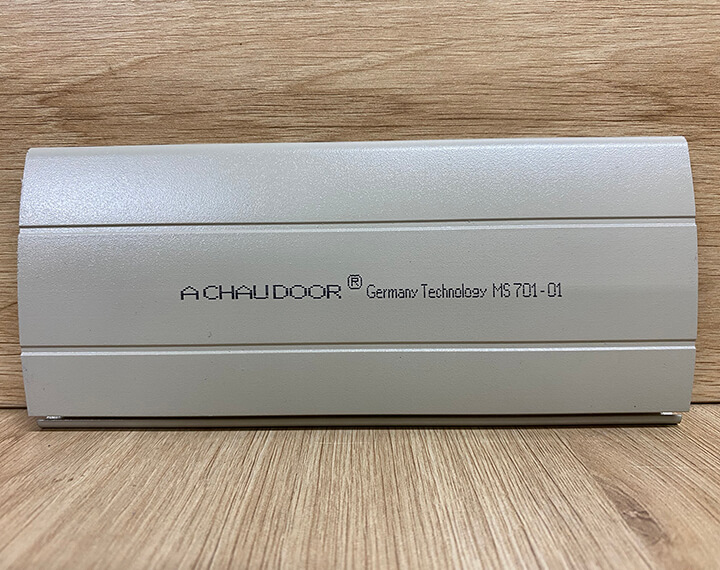 A CHAU DOOR ® Germany Technology MS 701-01